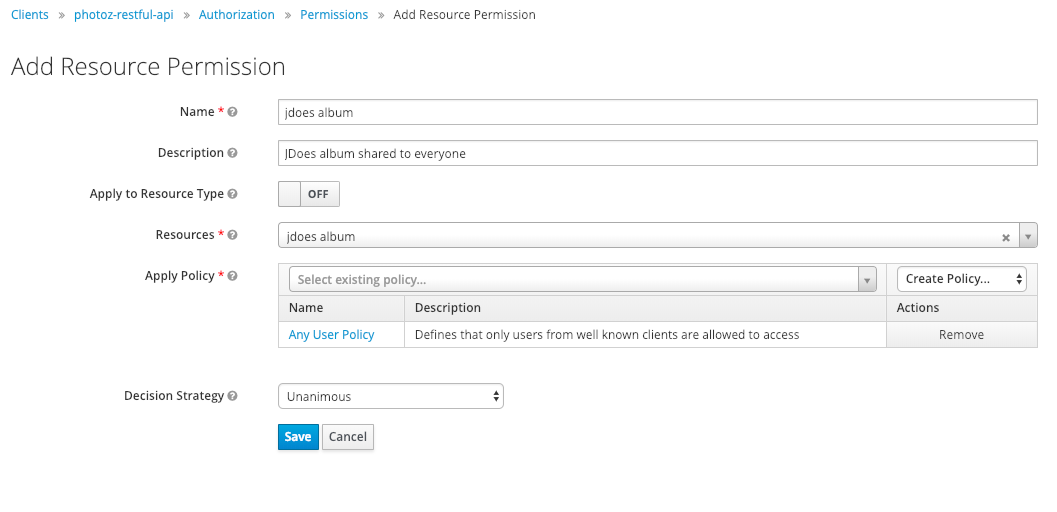 Clients » photoz-restful-api » Authorization » Permissions » Add Resource Permission
Add Resource Permission
Name * jdoes album
Description JDoes album shared to everyone
Apply to Resource Type OFF
Resources * jdoes album
Apply Policy * Select existing policy... Create Policy...
Name Description Actions
Any User Policy Defines that only users from well known clients are allowed to access Remove
Decision Strategy Unanimous
Save Cancel